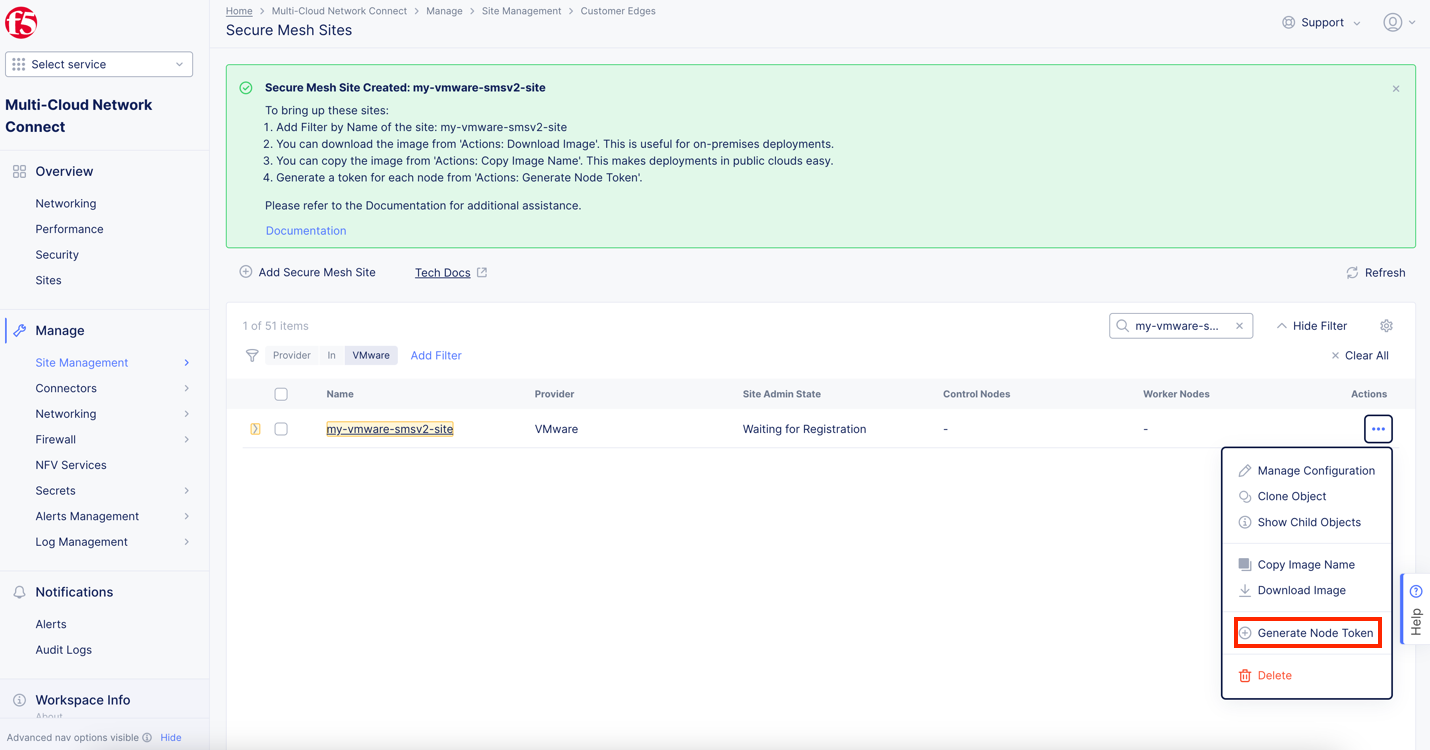 f5
Home > Multi-Cloud Network Connect > Manage > Site Management > Customer Edges
Secure Mesh Sites
Support
Select service
Multi-Cloud Network
Connect
Overview
Networking
Performance
Security
Sites
Manage
Site Management
Connectors
Networking
Firewall
NFV Services
Secrets
Alerts Management
Log Management
Notifications
Alerts
Audit Logs
Workspace Info
About
Advanced nav options visible Hide
Secure Mesh Site Created: my-vmware-smsv2-site
To bring up these sites:
1. Add Filter by Name of the site: my-vmware-smsv2-site
2. You can download the image from 'Actions: Download Image'. This is useful for on-premises deployments.
3. You can copy the image from 'Actions: Copy Image Name'. This makes deployments in public clouds easy.
4. Generate a token for each node from 'Actions: Generate Node Token'.
Please refer to the Documentation for additional assistance.
Documentation
Add Secure Mesh Site Tech Docs Refresh
1 of 51 items my-vmware-s... Hide Filter
Provider In VMware Add Filter Clear All
Name Provider Site Admin State Control Nodes Worker Nodes Actions
my-vmware-smsv2-site VMware Waiting for Registration - -
Manage Configuration
Clone Object
Show Child Objects
Copy Image Name
Download Image
Generate Node Token
Delete
Help